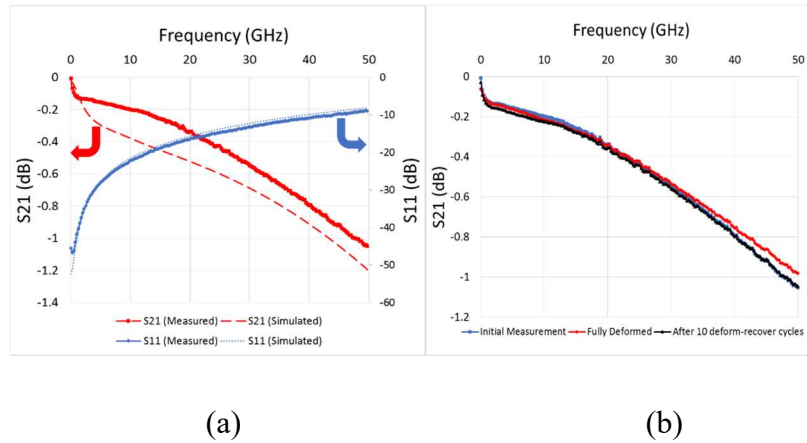 Frequency (GHz)
0 10 20 30 40 50
0
-0.2
-0.4
-0.6
-0.8
-1
-1.2
-1.4
S21 (dB)
0
-10
-20
-30
-40
-50
-60
S11 (dB)
S21 (Measured) S21 (Simulated)
S11 (Measured) S11 (Simulated)
(a)
Frequency (GHz)
0 10 20 30 40 50
0
-0.2
-0.4
-0.6
-0.8
-1
-1.2
S21 (dB)
Initial Measurement Fully Deformed After 10 deform-recover cycles
(b)